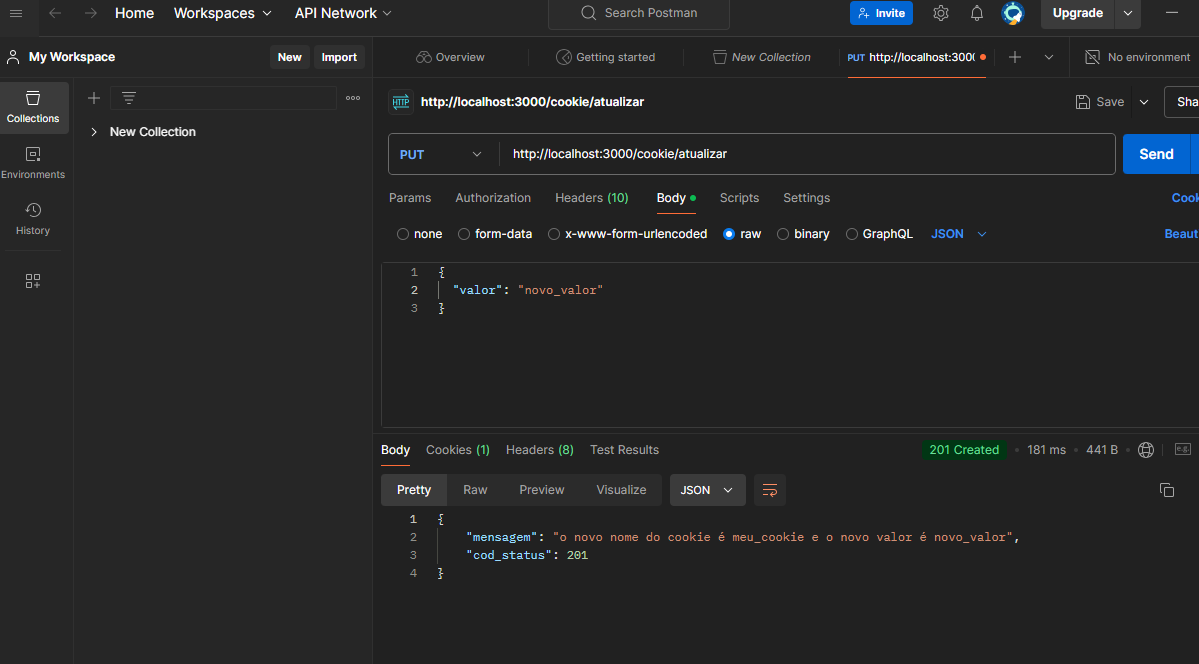 Home Workspaces API Network Search Postman Invite Upgrade
My Workspace New Import Overview Getting started New Collection PUT http://localhost:300( No environment
Collections
New Collection
Environments
History
HTTP http://localhost:3000/cookie/atualizar Save Sha
PUT http://localhost:3000/cookie/atualizar Send
Params Authorization Headers (10) Body Scripts Settings Cook
none form-data x-www-form-urlencoded raw binary GraphQL JSON Beaut
1 {
2 "valor": "novo_valor"
3 }
Body Cookies (1) Headers (8) Test Results 201 Created 181 ms 441 B
Pretty Raw Preview Visualize JSON
1 {
2 "mensagem": "o novo nome do cookie é meu_cookie e o novo valor é novo_valor",
3 "cod_status": 201
4 }